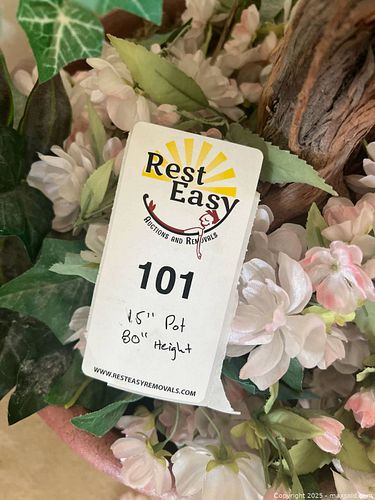 Rest
Easy
AUCTIONS AND REMOVALS
101
15" Pot
80" Height
WWW.RESTEASYREMOVALS.COM
Copyright 2025 - maxsold.com